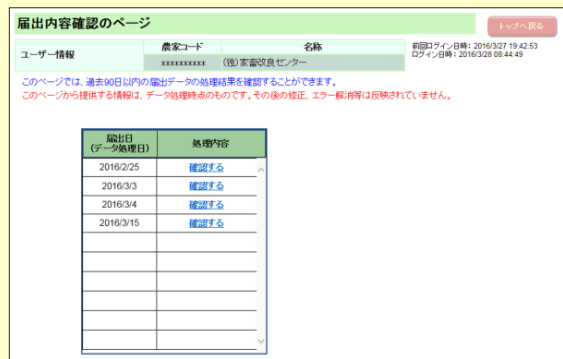 届出内容確認のページ
トップへ戻る
ユーザー情報
農家コード
名称
**********
(独)家畜改良センター
前回ログイン日時：2016/3/27 19:42:53
ログイン日時：2016/3/28 08:44:49
このページでは、過去90日以内の届出データの処理結果を確認することができます。
このページから提供する情報は、データ処理時点のものです。その後の修正、エラー解消等は反映されていません。
届出日
(データ処理日)
処理内容
2016/2/25 確認する
2016/3/3 確認する
2016/3/4 確認する
2016/3/15 確認する